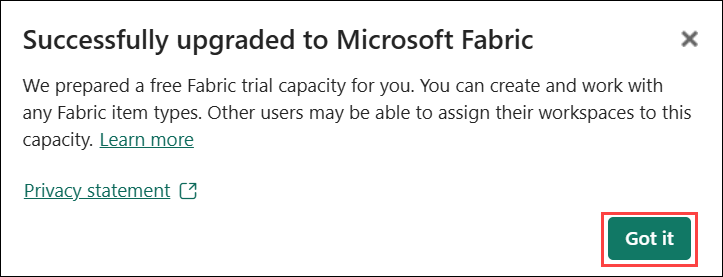 Successfully upgraded to Microsoft Fabric
We prepared a free Fabric trial capacity for you. You can create and work with
any Fabric item types. Other users may be able to assign their workspaces to this
capacity. Learn more
Privacy statement
Got it